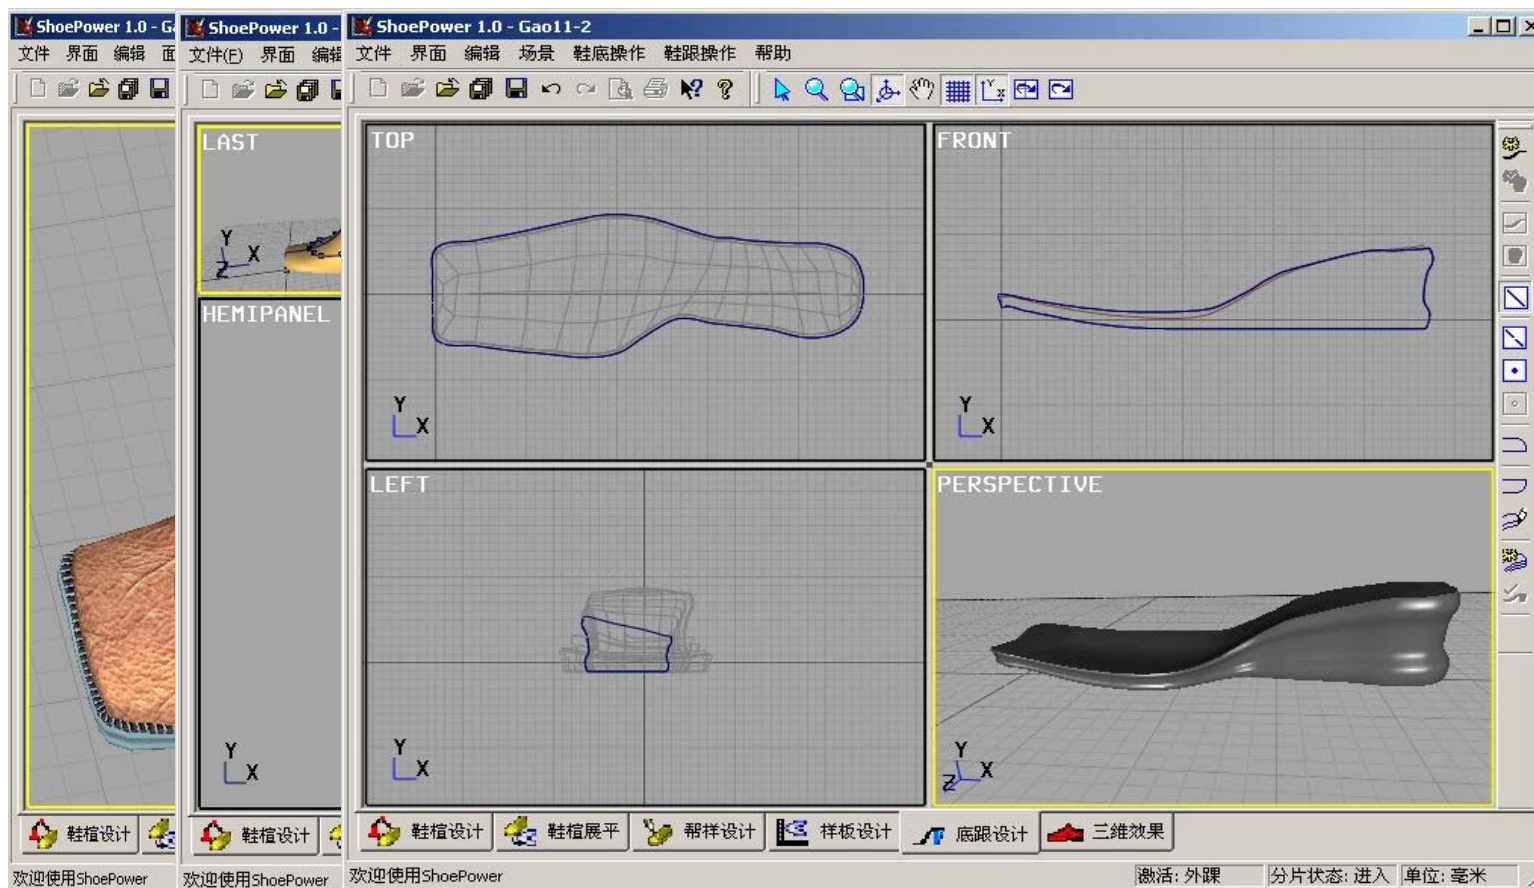 ShoePower 1.0 - Ga
文件 界面 编辑 面
欢迎使用ShoePower
鞋楦设计
ShoePower 1.0 -
文件(F) 界面 编辑
LAST
Y
X
Z
HEMIPANEL
Y
X
鞋楦设计
欢迎使用ShoePower
ShoePower 1.0 - Gao11-2
文件 界面 编辑 场景 鞋底操作 鞋跟操作 帮助
TOP
Y
X
FRONT
Y
X
LEFT
Y
X
PERSPECTIVE
Y
X
Z
鞋楦设计 鞋楦展平 帮样设计 样板设计 底跟设计 三维效果
欢迎使用ShoePower 激活: 外踝 分片状态: 进入 单位: 毫米